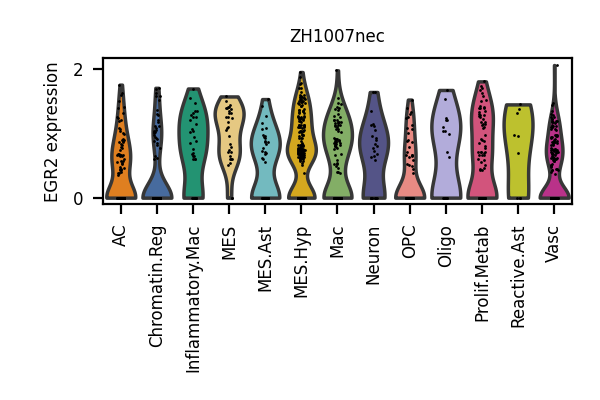 ZH1007nec
EGR2 expression
2
0
AC
Chromatin.Reg
Inflammatory.Mac
MES
MES.Ast
MES.Hyp
Mac
Neuron
OPC
Oligo
Prolif.Metab
Reactive.Ast
Vasc